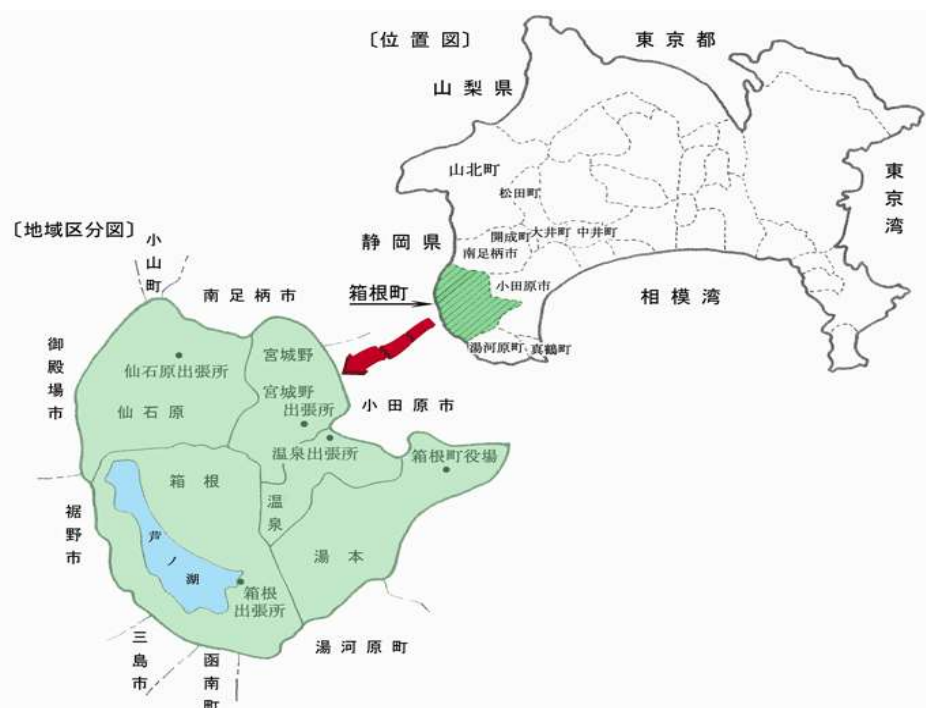 〔位置図〕
東京都
山梨県
山北町
松田町
東京湾
静岡県
開成町
大井町
中井町
南足柄市
箱根町
小田原市
相模湾
湯河原町
真鶴町
〔地域区分図〕
小山町
南足柄市
御殿場市
宮城野
仙石原出張所
宮城野
出張所
仙石原
小田原市
温泉出張所
箱根町役場
箱根
温泉
裾野市
芦ノ湖
湯本
箱根
出張所
三島市
函南町
湯河原町